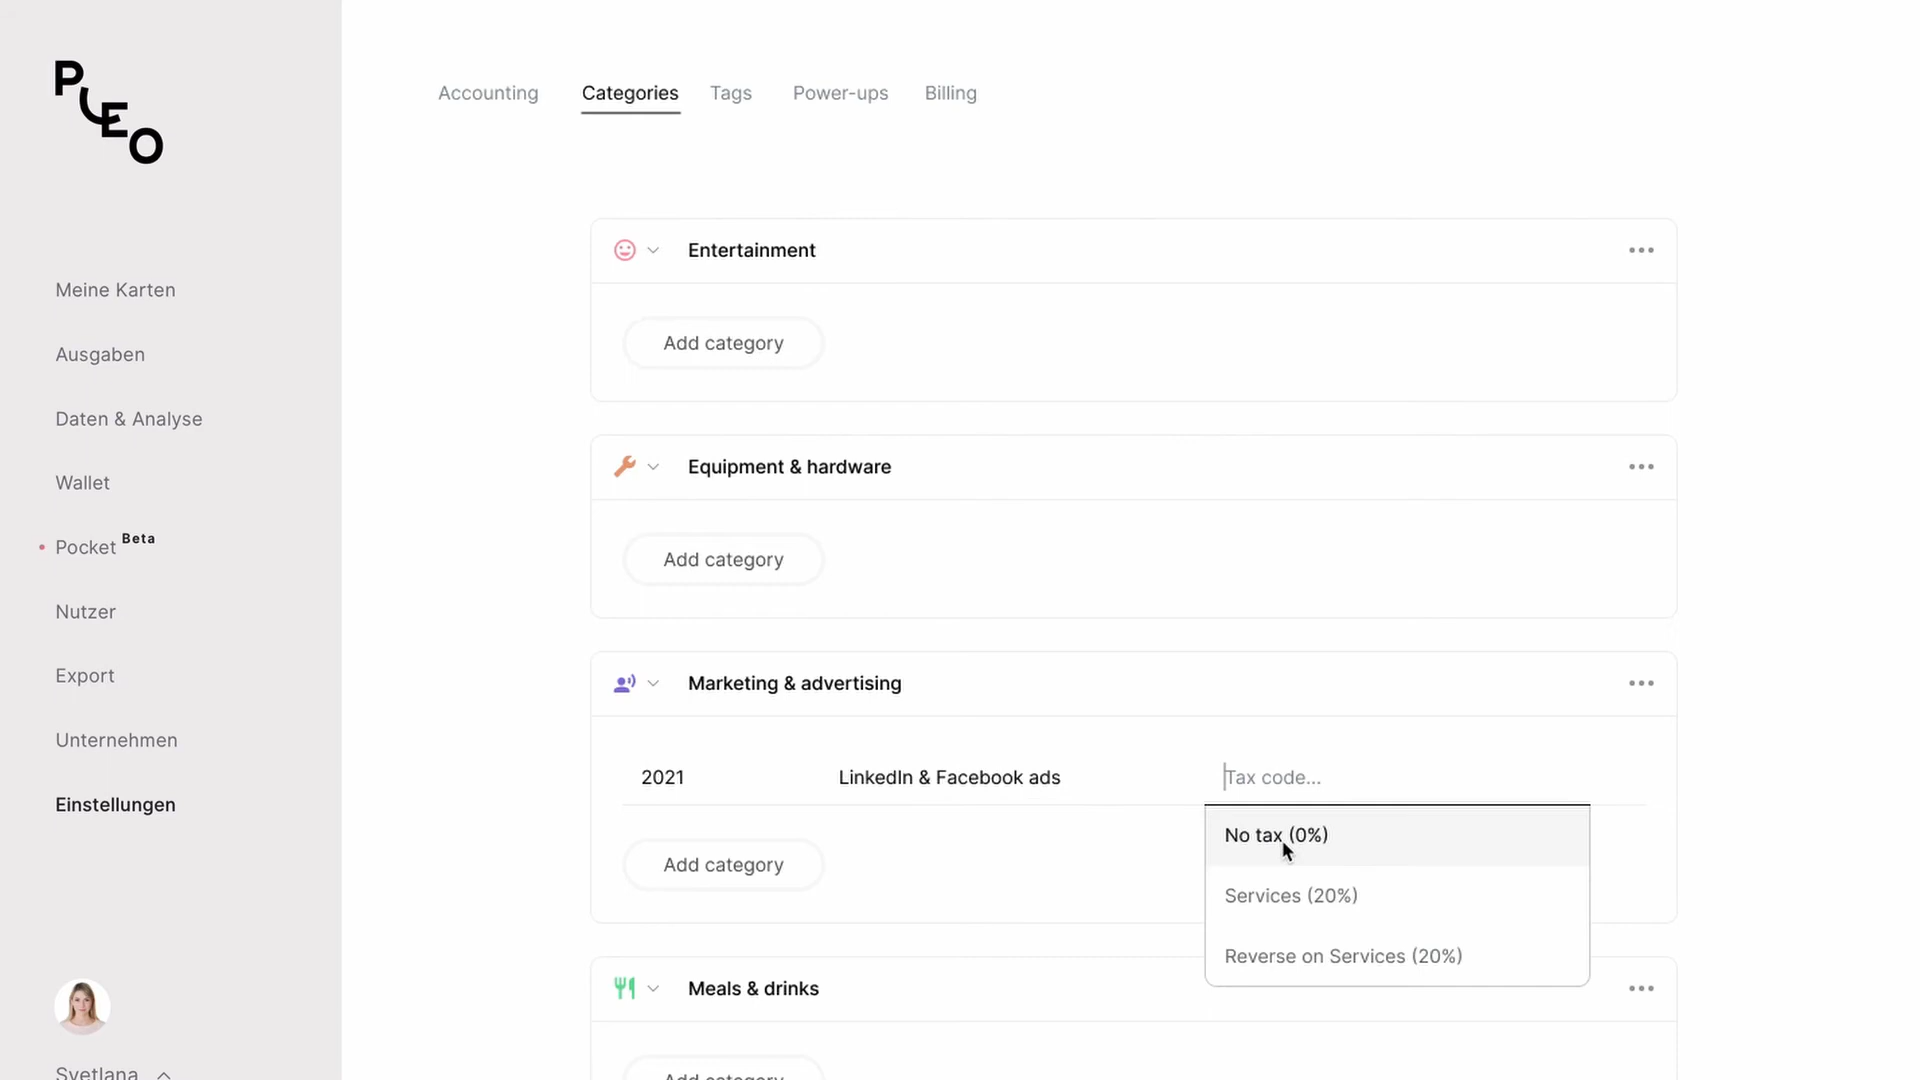 PLEO
Accounting
Categories
Tags
Power-ups
Billing
Meine Karten
Ausgaben
Daten & Analyse
Wallet
Pocket Beta
Nutzer
Export
Unternehmen
Einstellungen
Svetlana
Entertainment
Add category
Equipment & hardware
Add category
Marketing & advertising
2021
LinkedIn & Facebook ads
Tax code...
No tax (0%)
Services (20%)
Reverse on Services (20%)
Add category
Meals & drinks
Add category